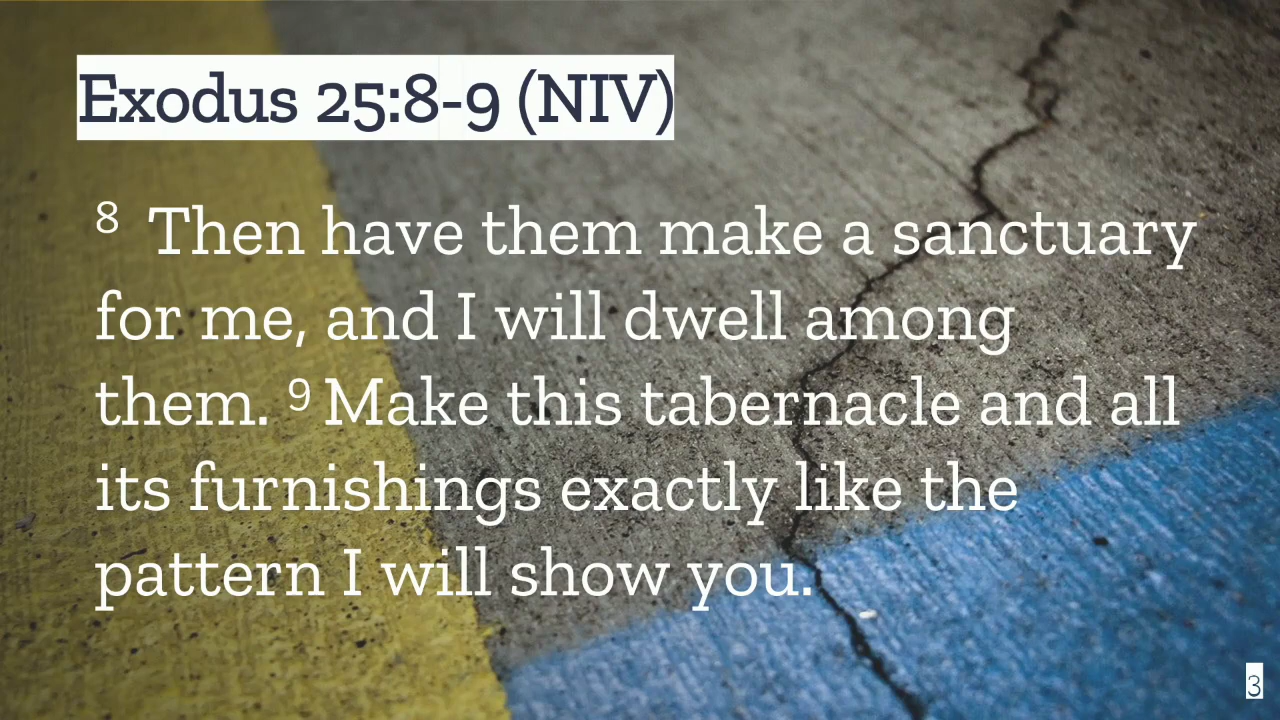 Exodus 25:8-9 (NIV)
8 Then have them make a sanctuary
for me, and I will dwell among
them. 9 Make this tabernacle and all
its furnishings exactly like the
pattern I will show you.
3